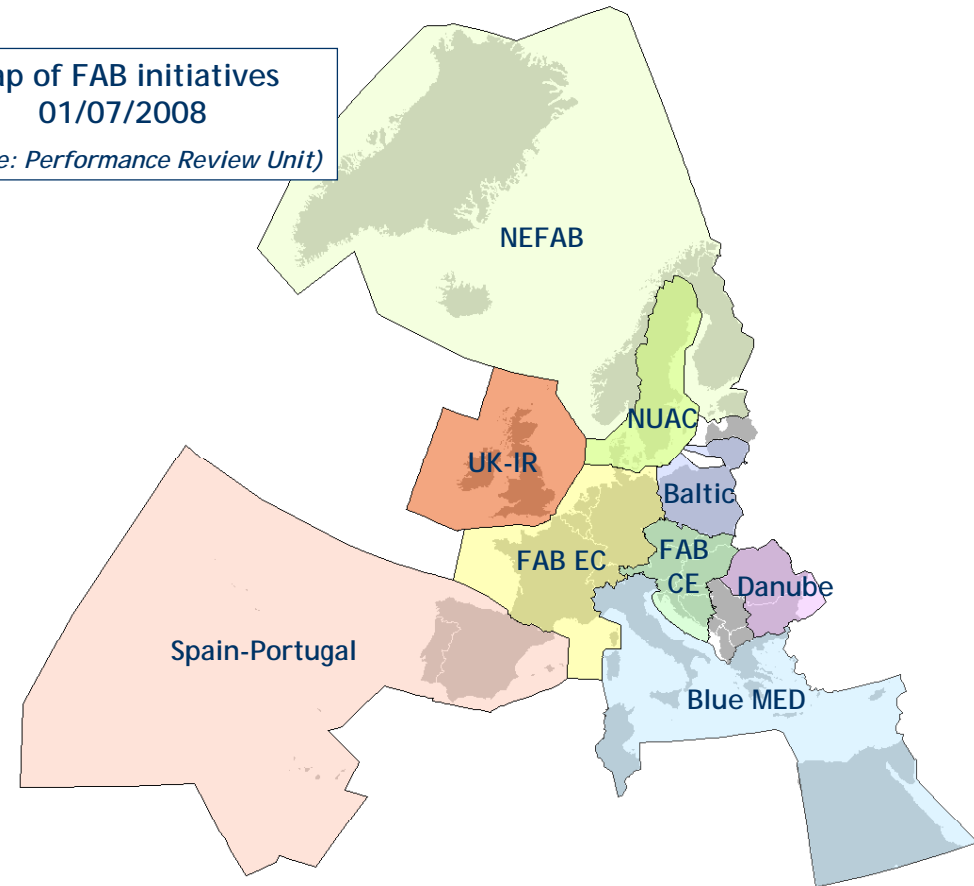 ap of FAB initiatives
01/07/2008
e: Performance Review Unit)
NEFAB
NUAC
UK-IR
Baltic
FAB EC
FAB
CE
Danube
Spain-Portugal
Blue MED